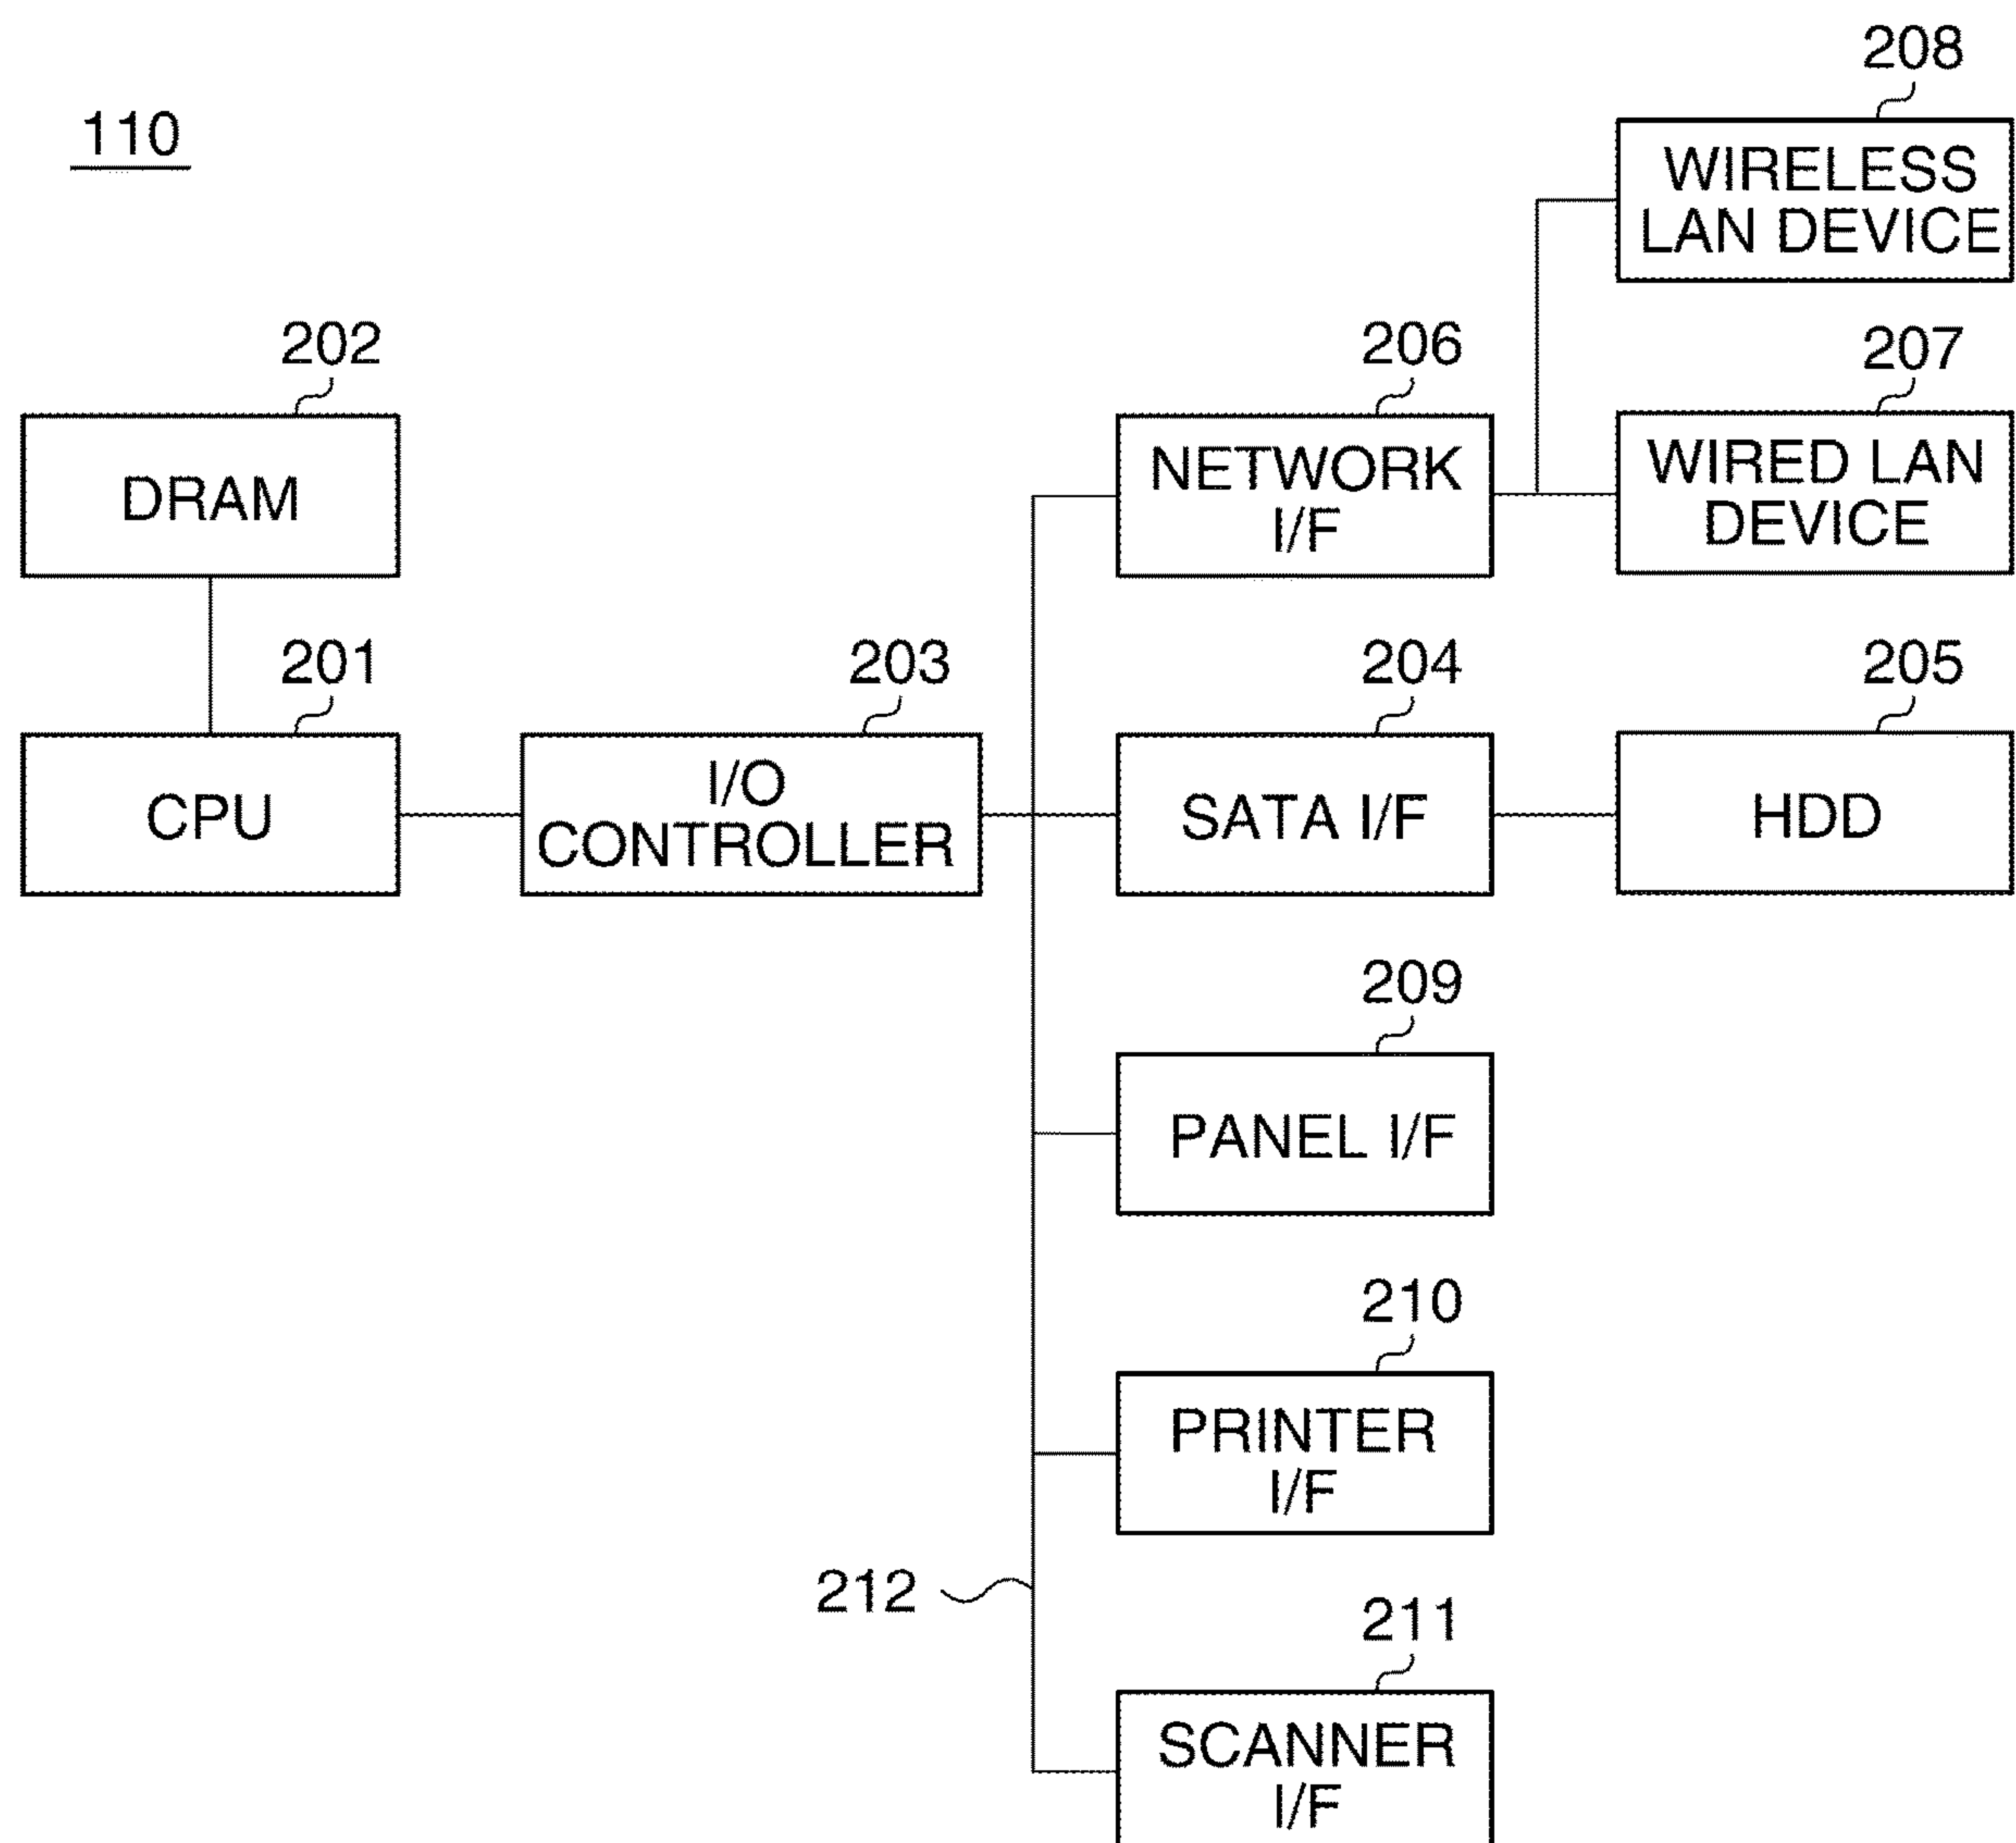 208
110
WIRELESS
LAN DEVICE
202
206
207
DRAM
NETWORK
I/F
WIRED LAN
DEVICE
201
203
204
205
CPU
I/O
CONTROLLER
SATA I/F
HDD
209
PANEL I/F
210
PRINTER
I/F
212
211
SCANNER
I/F